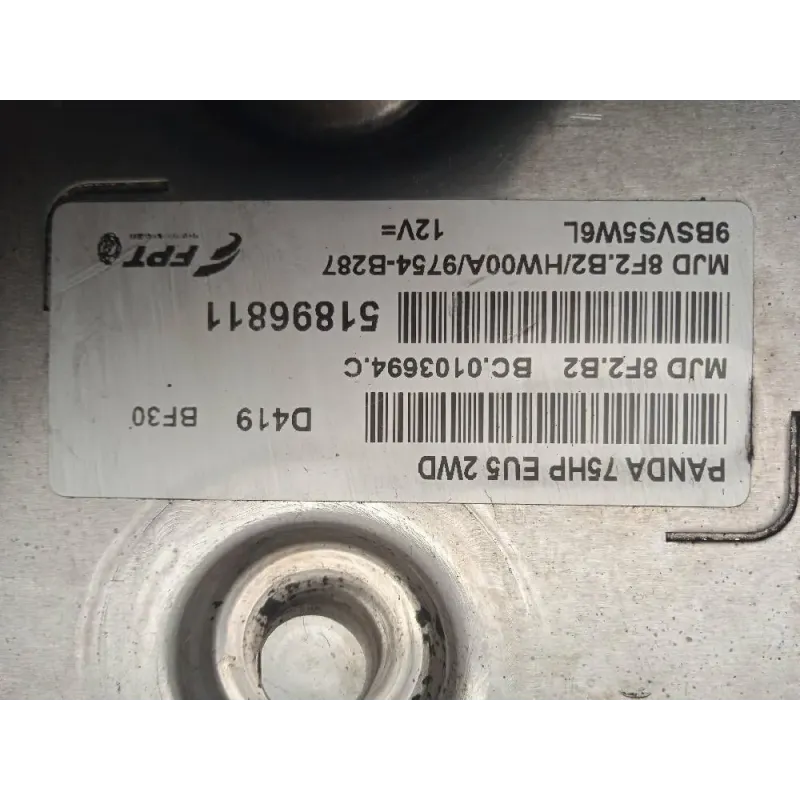 PANDA 75HP EU5 2WD
D419 BF30
MJD 8F2.B2 BC.0103694.C
51896811
MJD 8F2.B2/HW00A/9754-B287
9BSVS5W6L 12V=
FPT